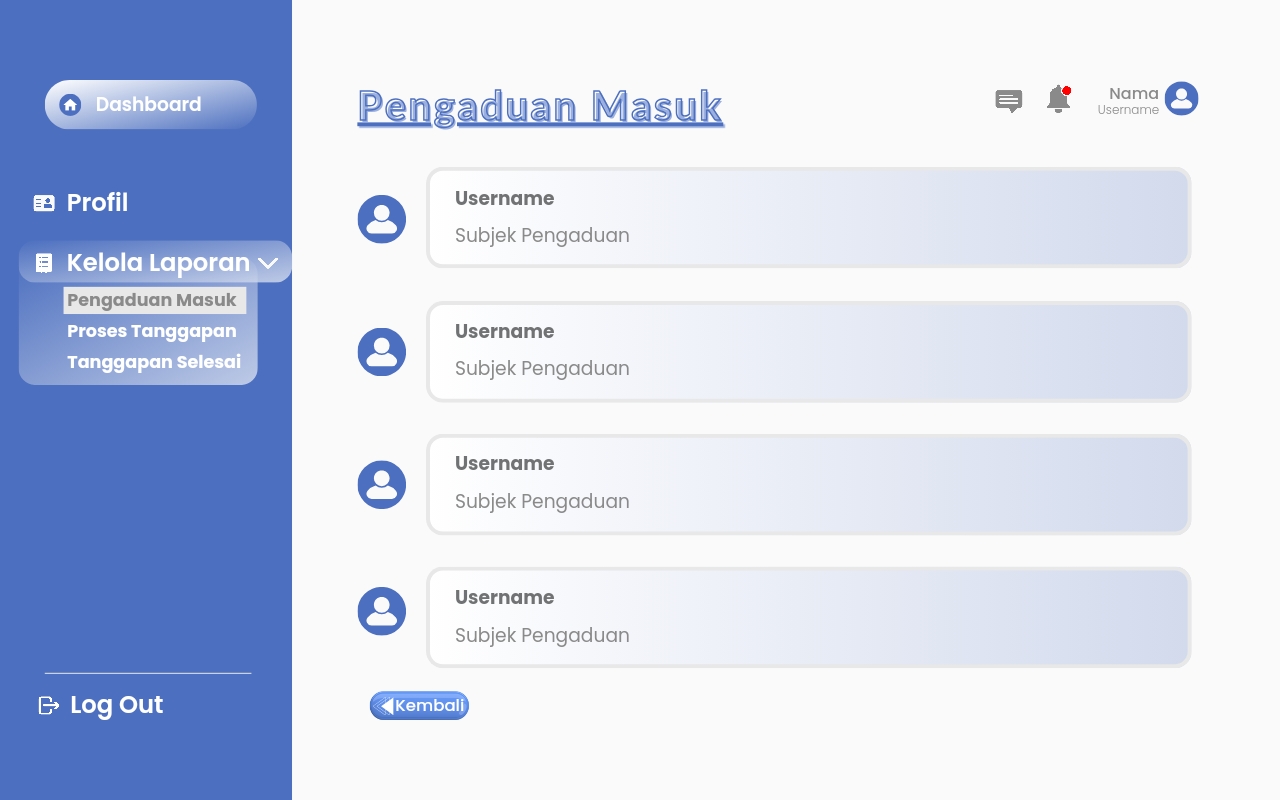 Dashboard
Profil
Kelola Laporan
Pengaduan Masuk
Proses Tanggapan
Tanggapan Selesai
Log Out
Pengaduan Masuk
Nama
Username
Username
Subjek Pengaduan
Username
Subjek Pengaduan
Username
Subjek Pengaduan
Username
Subjek Pengaduan
Kembali